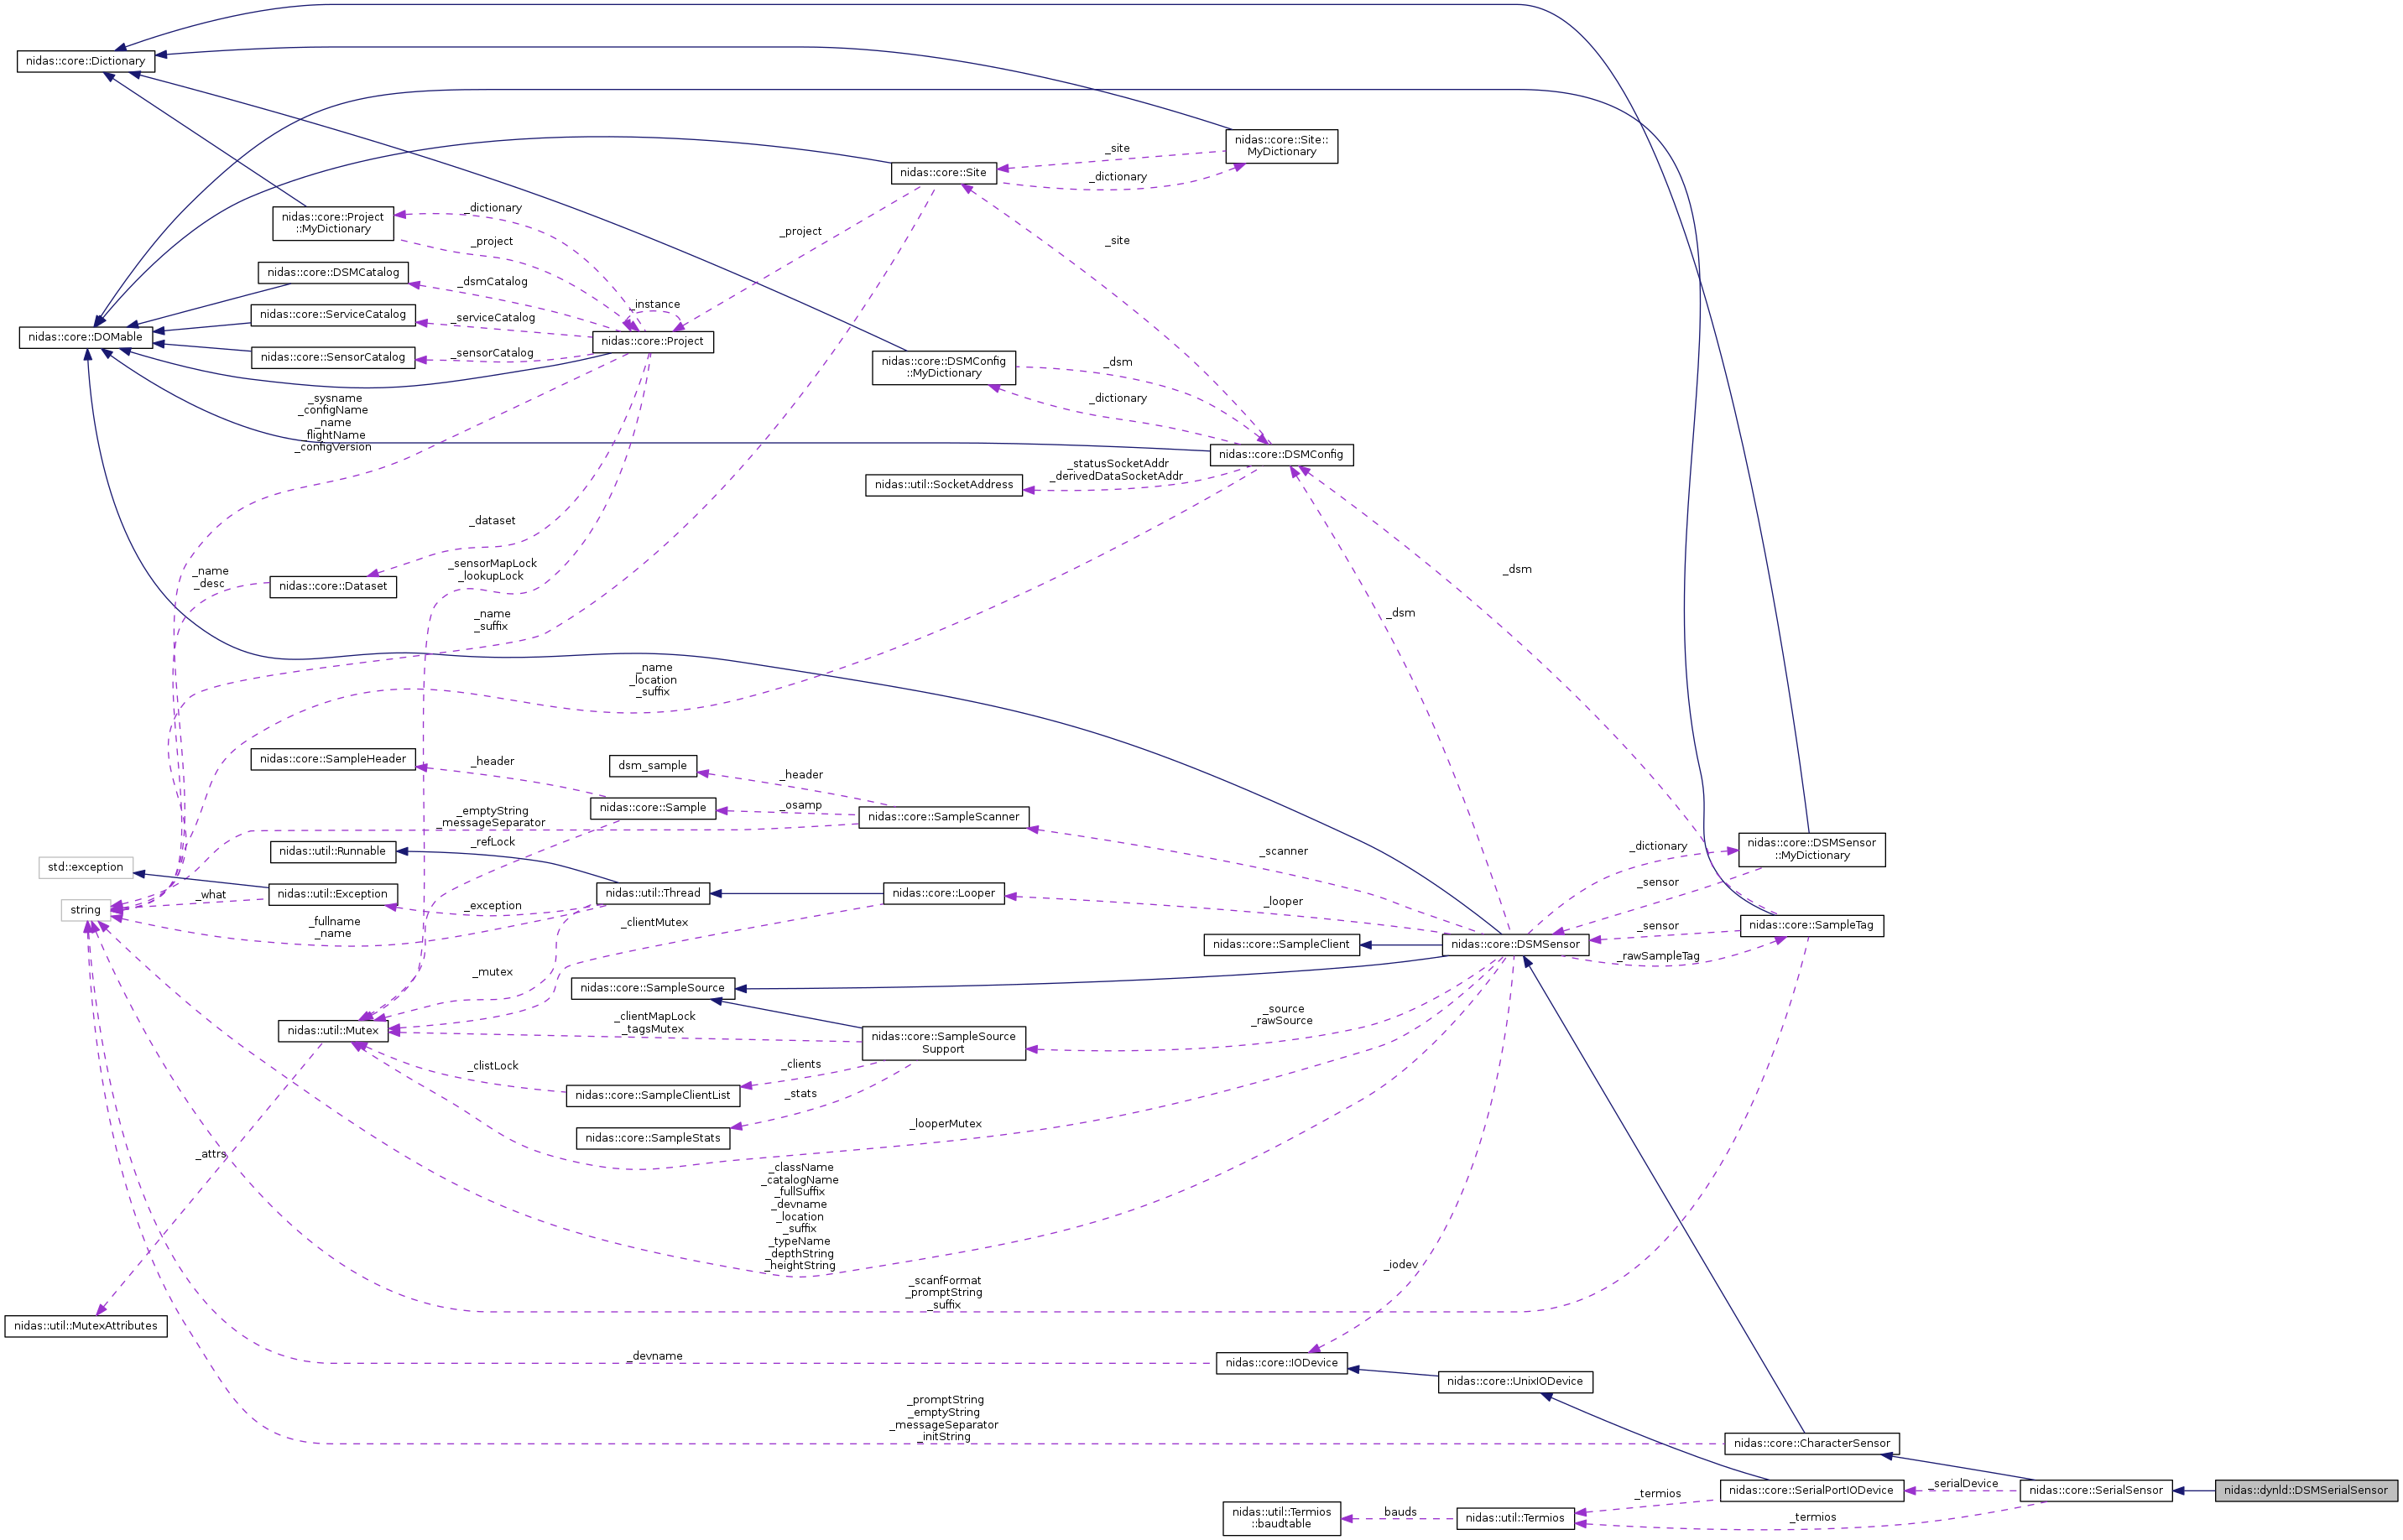 nidas::core::Dictionary
nidas::core::Site::
MyDictionary
_site
_dictionary
nidas::core::Site
nidas::core::Project
::MyDictionary
_dictionary
_project
_project
_site
nidas::core::DSMCatalog
_dsmCatalog
_instance
nidas::core::ServiceCatalog
_serviceCatalog
nidas::core::DOMable
nidas::core::Project
nidas::core::SensorCatalog
_sensorCatalog
nidas::core::DSMConfig
::MyDictionary
_dsm
_dictionary
_sysname
_configName
_name
_flightName
_configVersion
nidas::core::DSMConfig
_statusSocketAddr
_derivedDataSocketAddr
nidas::util::SocketAddress
_dataset
_name
_desc
nidas::core::Dataset
_sensorMapLock
_lookupLock
_dsm
_dsm
_name
_suffix
_name
_location
_suffix
nidas::core::SampleHeader
_header
dsm_sample
_header
nidas::core::Sample
_osamp
nidas::core::SampleScanner
_emptyString
_messageSeparator
_refLock
nidas::util::Runnable
_scanner
_dictionary
nidas::core::DSMSensor
::MyDictionary
std::exception
nidas::util::Exception
_what
nidas::util::Thread
nidas::core::Looper
_exception
_looper
_sensor
string
_fullname
_name
_clientMutex
nidas::core::SampleClient
nidas::core::DSMSensor
_sensor
nidas::core::SampleTag
_rawSampleTag
_mutex
nidas::core::SampleSource
_source
_rawSource
nidas::util::Mutex
_clientMapLock
_tagsMutex
nidas::core::SampleSource
Support
_clistLock
_clients
nidas::core::SampleClientList
_stats
nidas::core::SampleStats
_looperMutex
_attrs
_className
_catalogName
_fullSuffix
_devname
_location
_suffix
_typeName
_depthString
_heightString
_iodev
_scanfFormat
_promptString
_suffix
nidas::util::MutexAttributes
_devname
nidas::core::IODevice
nidas::core::UnixIODevice
_promptString
_emptyString
_messageSeparator
_initString
nidas::core::CharacterSensor
nidas::core::SerialPortIODevice
_serialDevice
nidas::core::SerialSensor
nidas::dynld::DSMSerialSensor
_termios
nidas::util::Termios
::baudtable
bauds
nidas::util::Termios
_termios